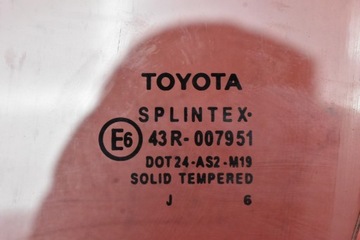 TOYOTA
SPLINTEX·
E6 43R-007951
DOT24-AS2-M19
SOLID TEMPERED
J 6